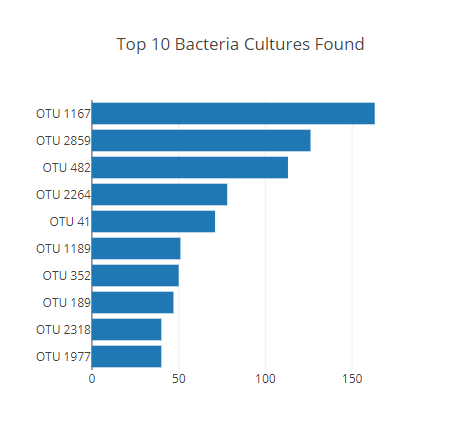 Top 10 Bacteria Cultures Found
OTU 1167
OTU 2859
OTU 482
OTU 2264
OTU 41
OTU 1189
OTU 352
OTU 189
OTU 2318
OTU 1977
0 50 100 150